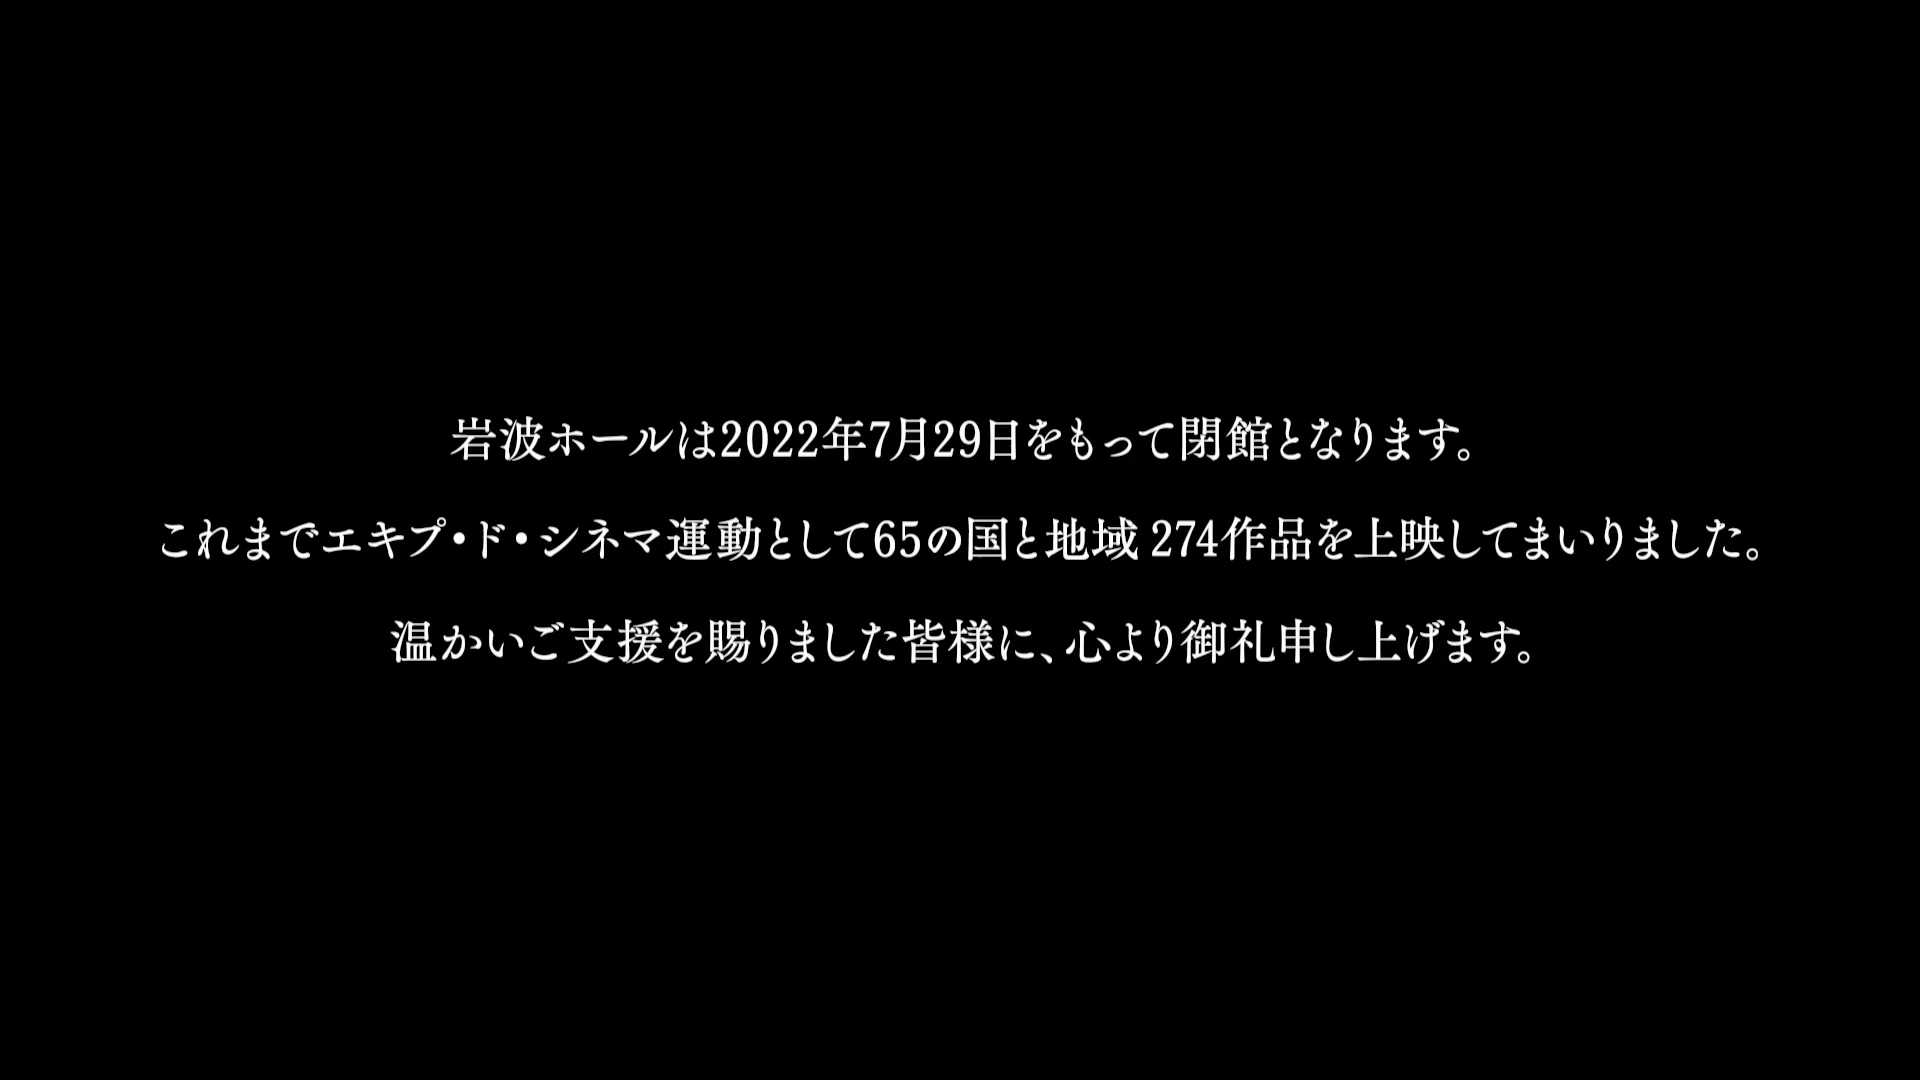 岩波ホールは2022年7月29日をもって閉館となります。
これまでエキプ・ド・シネマ運動として65の国と地域 274作品を上映してまいりました。
温かいご支援を賜りました皆様に、心より御礼申し上げます。